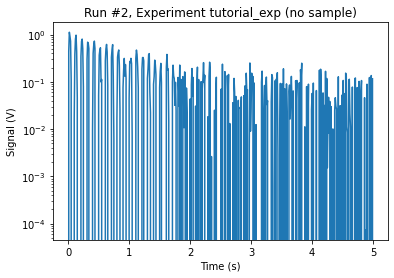 Run #2, Experiment tutorial_exp (no sample)
Signal (V)
10⁰
10⁻¹
10⁻²
10⁻³
10⁻⁴
0 1 2 3 4 5
Time (s)